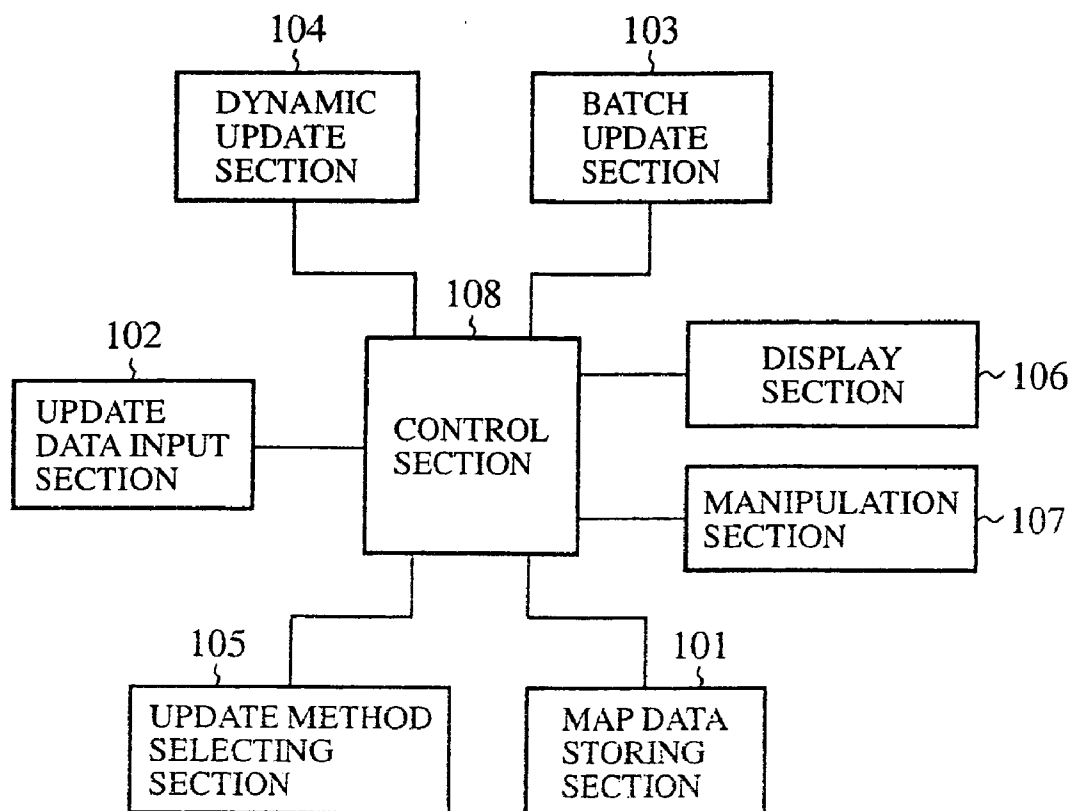 104
DYNAMIC
UPDATE
SECTION
103
BATCH
UPDATE
SECTION
108
CONTROL
SECTION
102
UPDATE
DATA INPUT
SECTION
DISPLAY
SECTION
106
MANIPULATION
SECTION
107
105
UPDATE METHOD
SELECTING
SECTION
101
MAP DATA
STORING
SECTION